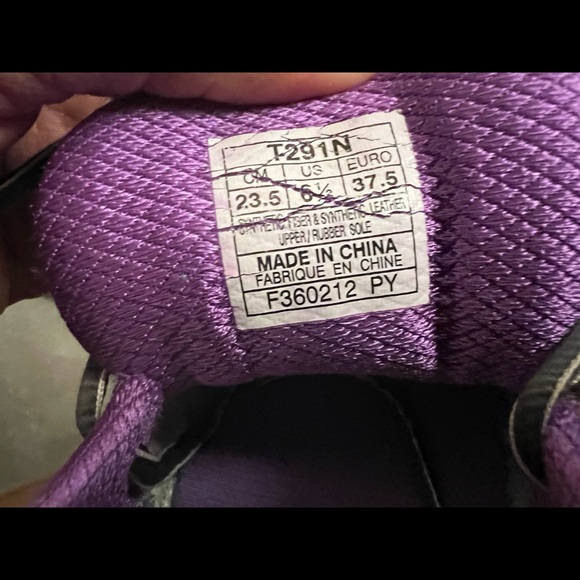 T291N
CM US EURO
23.5 6½ 37.5
SYNTHETIC FIBER & SYNTHETIC LEATHER
UPPER/RUBBER SOLE
MADE IN CHINA
FABRIQUE EN CHINE
F360212 PY